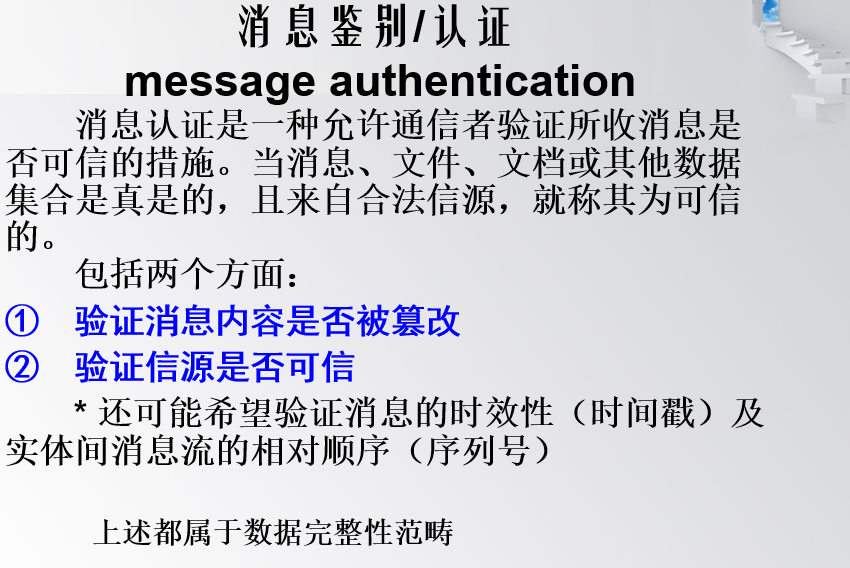 消息鉴别/认证
message authentication
消息认证是一种允许通信者验证所收消息是
否可信的措施。当消息、文件、文档或其他数据
集合是真是的，且来自合法信源，就称其为可信
的。
包括两个方面：
① 验证消息内容是否被篡改
② 验证信源是否可信
* 还可能希望验证消息的时效性（时间戳）及
实体间消息流的相对顺序（序列号）
上述都属于数据完整性范畴